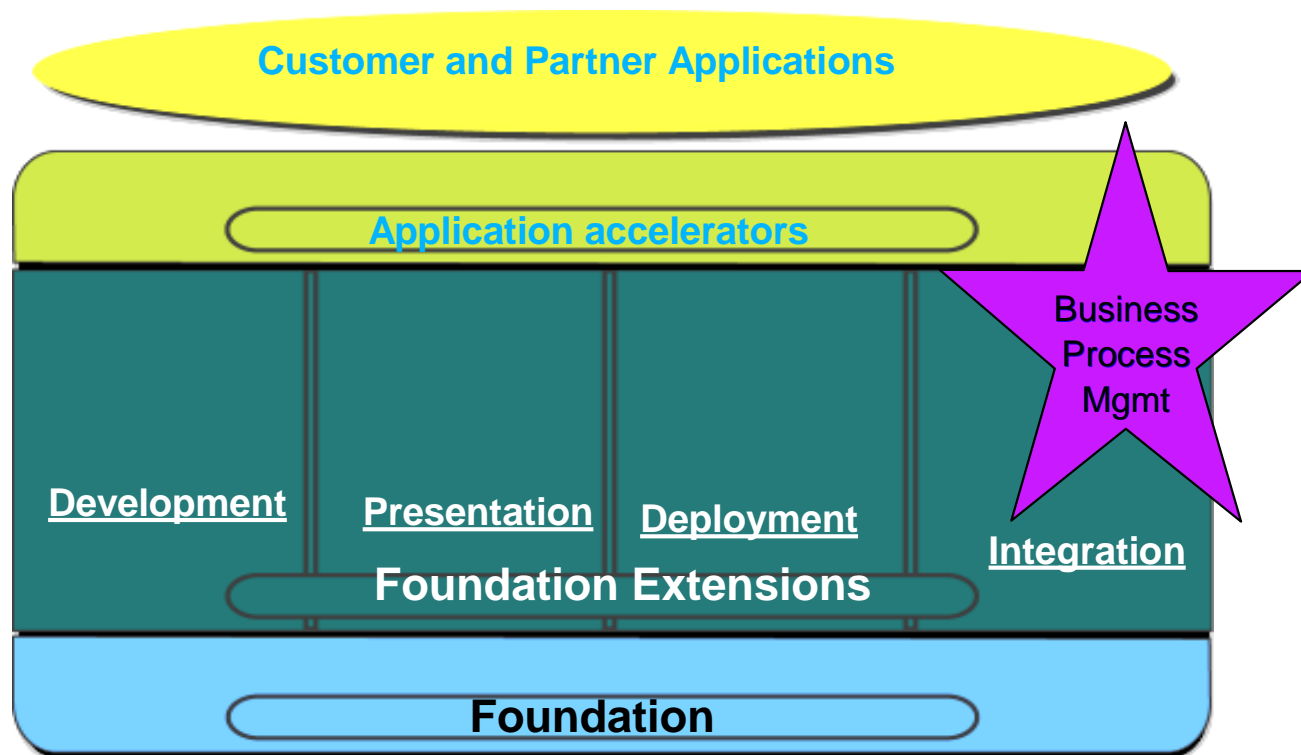 Customer and Partner Applications
Application accelerators
Business
Process
Mgmt
Development
Presentation
Deployment
Integration
Foundation Extensions
Foundation